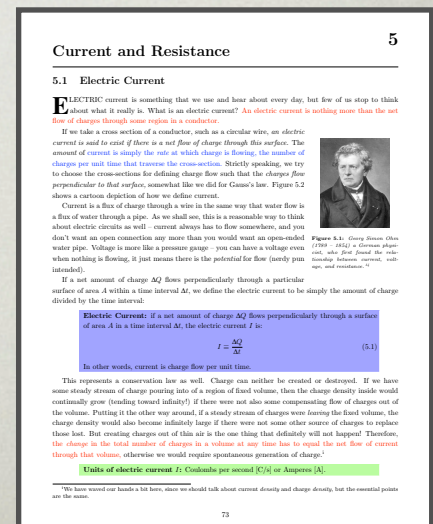 5
Current and Resistance
5.1 Electric Current
ELECTRIC current is something that we use and hear about every day, but few of us stop to think
about what it really is. What is an electric current? An electric current is nothing more than the net
flow of charges through some region in a conductor.
If we take a cross section of a conductor, such as a circular wire, an electric
current is said to exist if there is a net flow of charge through this surface. The
amount of current is simply the rate at which charge is flowing, the number of
charges per unit time that traverse the cross-section. Strictly speaking, we try
to choose the cross-sections for defining charge flow such that the charges flow
perpendicular to that surface, somewhat like we did for Gauss's law. Figure 5.2
shows a cartoon depiction of how we define current.
Current is a flux of charge through a wire in the same way that water flow is
a flux of water through a pipe. As we shall see, this is a reasonable way to think
about electric circuits as well – current always has to flow somewhere, and you
don't want an open connection any more than you would want an open-ended
water pipe. Voltage is more like a pressure gauge – you can have a voltage even
when nothing is flowing, it just means there is the potential for flow (nerdy pun
intended).
Figure 5.1: Georg Simon Ohm
(1789 – 1854) a German physi-
cist, who first found the rela-
tionship between current, volt-
age, and resistance.
If a net amount of charge ΔQ flows perpendicularly through a particular
surface of area A within a time interval Δt, we define the electric current to be simply the amount of charge
divided by the time interval:
Electric Current: if a net amount of charge ΔQ flows perpendicularly through a surface
of area A in a time interval Δt, the electric current I is:
I ≡ ΔQ/Δt (5.1)
In other words, current is charge flow per unit time.
This represents a conservation law as well. Charge can neither be created or destroyed. If we have
some steady stream of charge pouring into of a region of fixed volume, then the charge density inside would
continually grow (tending toward infinity!) if there were not also some compensating flow of charges out of
the volume. Putting it the other way around, if a steady stream of charges were leaving the fixed volume, the
charge density would also become infinitely large if there were not some other source of charges to replace
those lost. But creating charges out of thin air is the one thing that definitely will not happen! Therefore,
the change in the total number of charges in a volume at any time has to equal the net flow of current
through that volume, otherwise we would require spontaneous generation of charge.¹
Units of electric current I: Coulombs per second [C/s] or Amperes [A].
¹We have waved our hands a bit here, since we should talk about current density and charge density, but the essential points
are the same.
73